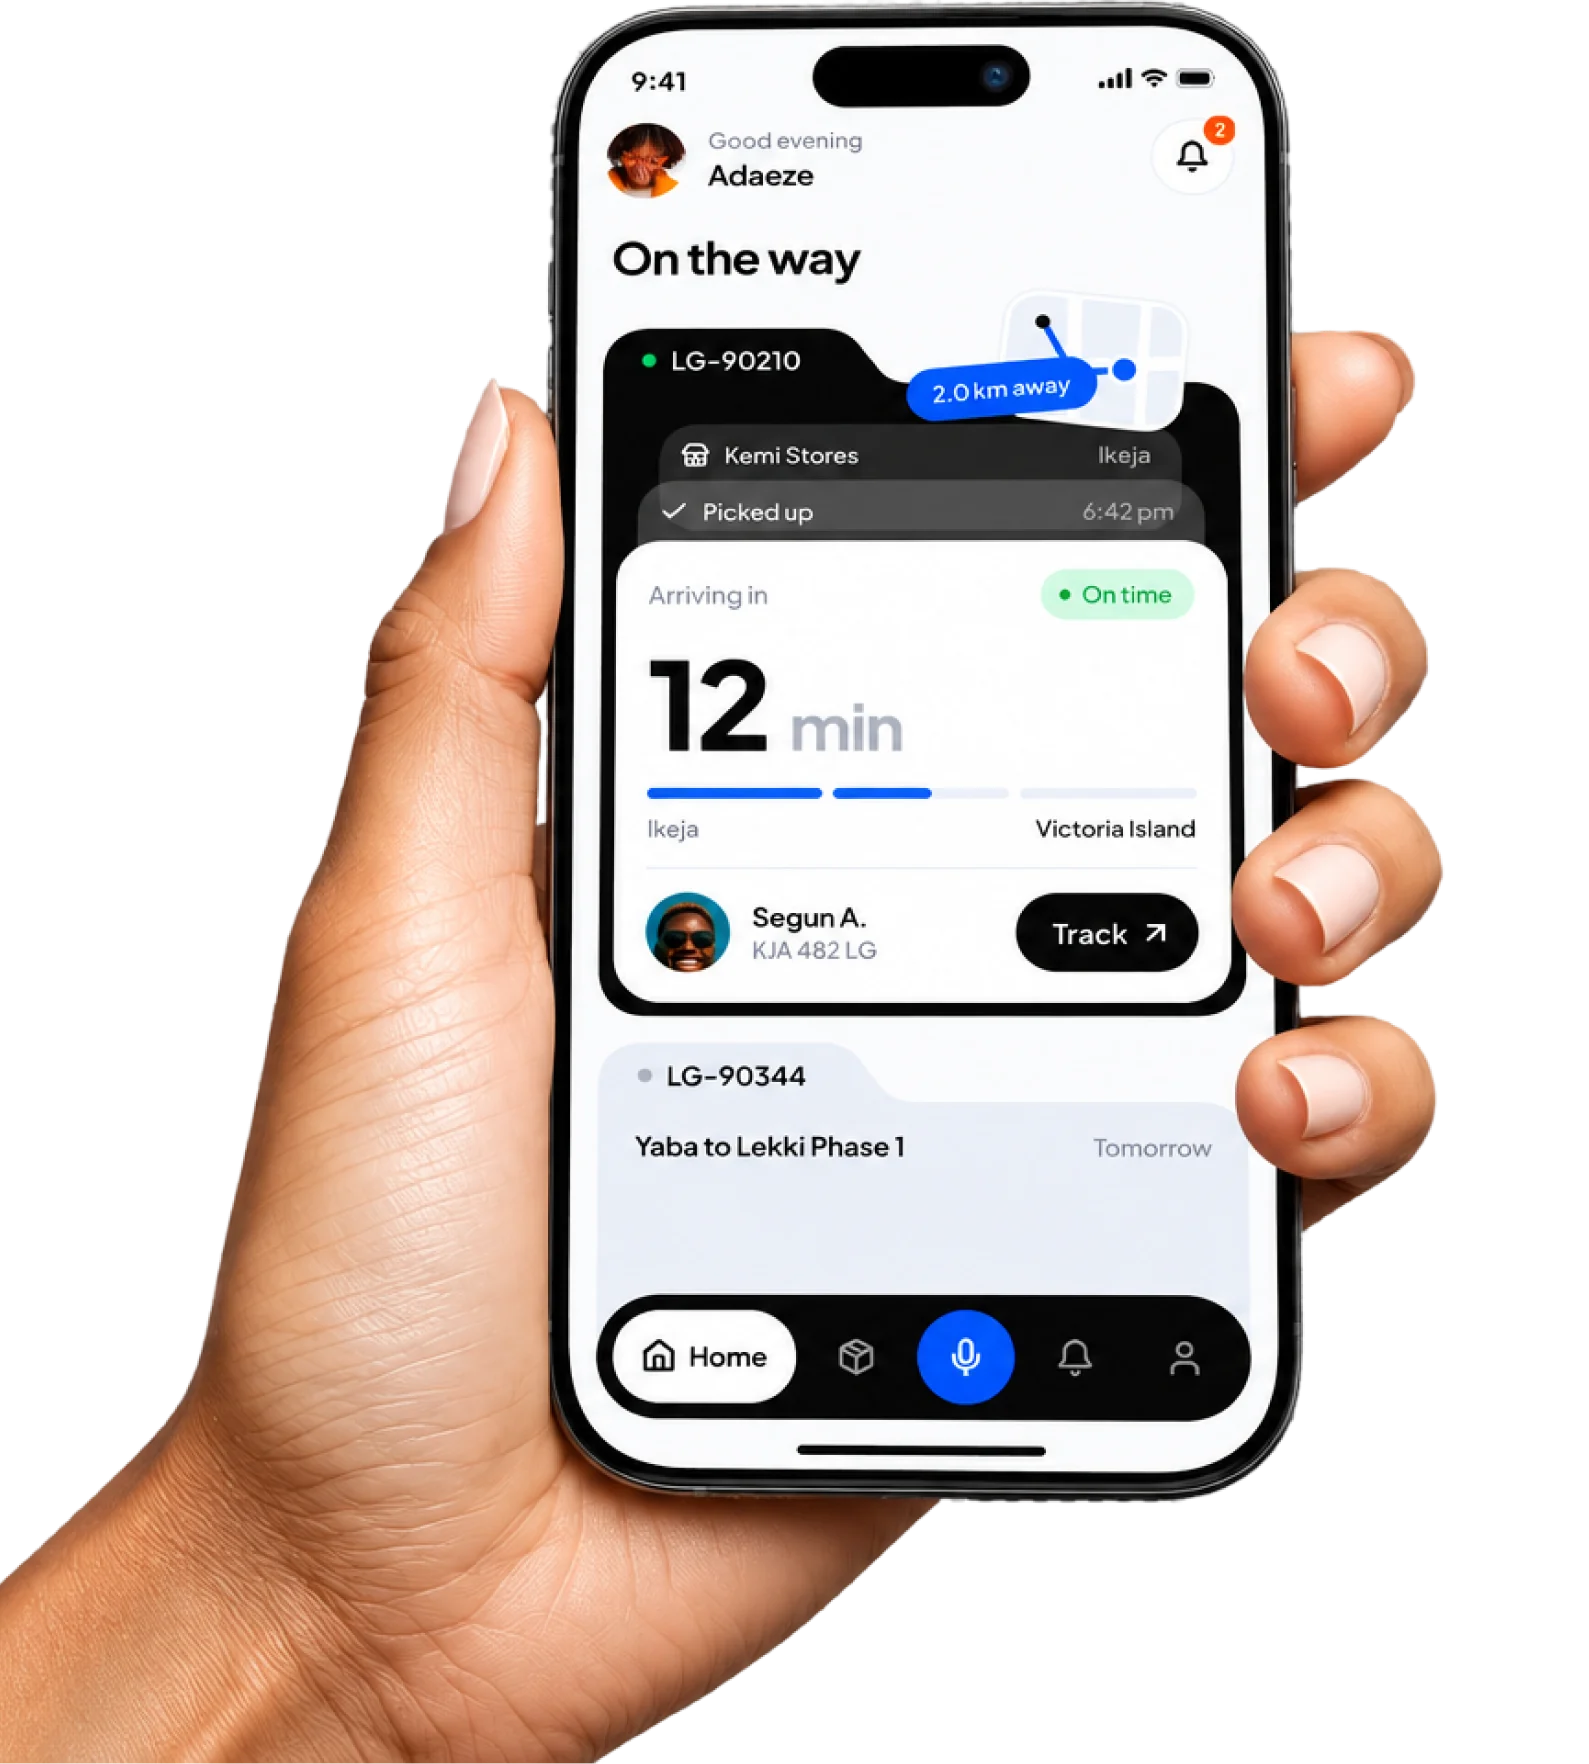 9:41
Good evening
Adaeze
2
On the way
LG-90210
2.0 km away
Kemi Stores
Ikeja
Picked up
6:42 pm
Arriving in
On time
12 min
Ikeja
Victoria Island
Segun A.
KJA 482 LG
Track
LG-90344
Yaba to Lekki Phase 1
Tomorrow
Home